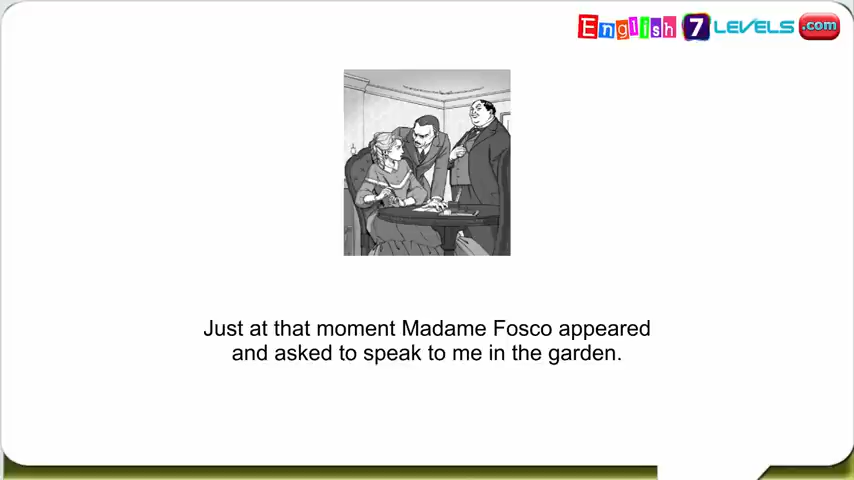 English 7 LEVELS .com
Just at that moment Madame Fosco appeared
and asked to speak to me in the garden.